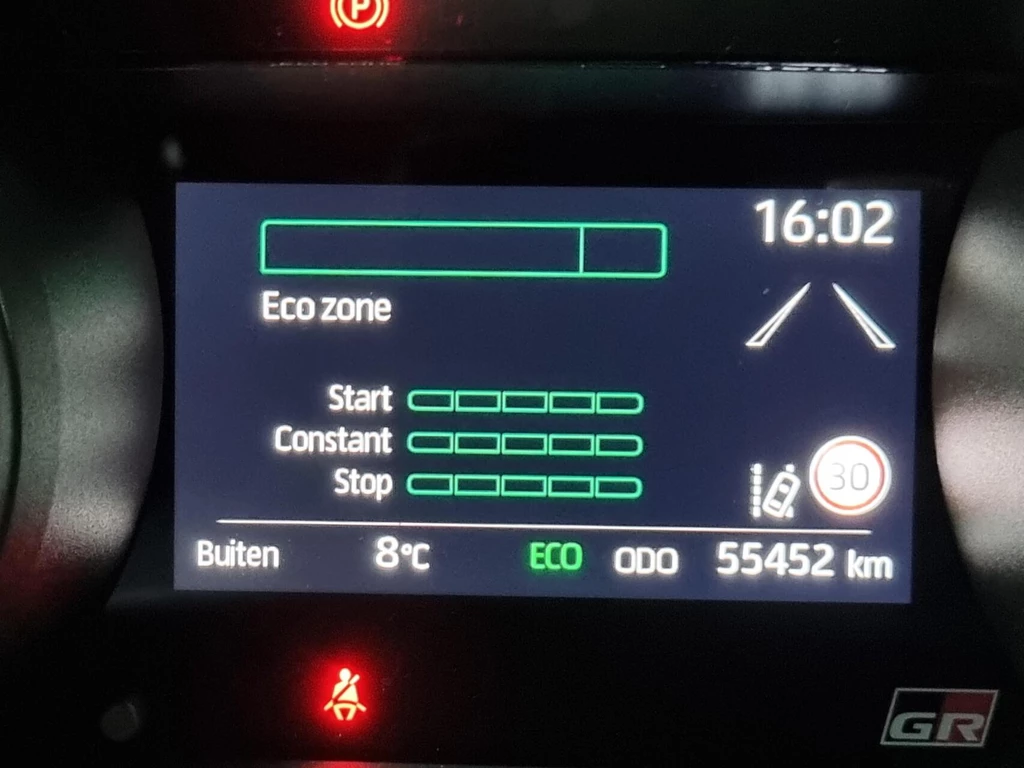 P
16:02
Eco zone
Start
Constant
Stop
30
Buiten 8°C ECO ODO 55452 km
GR